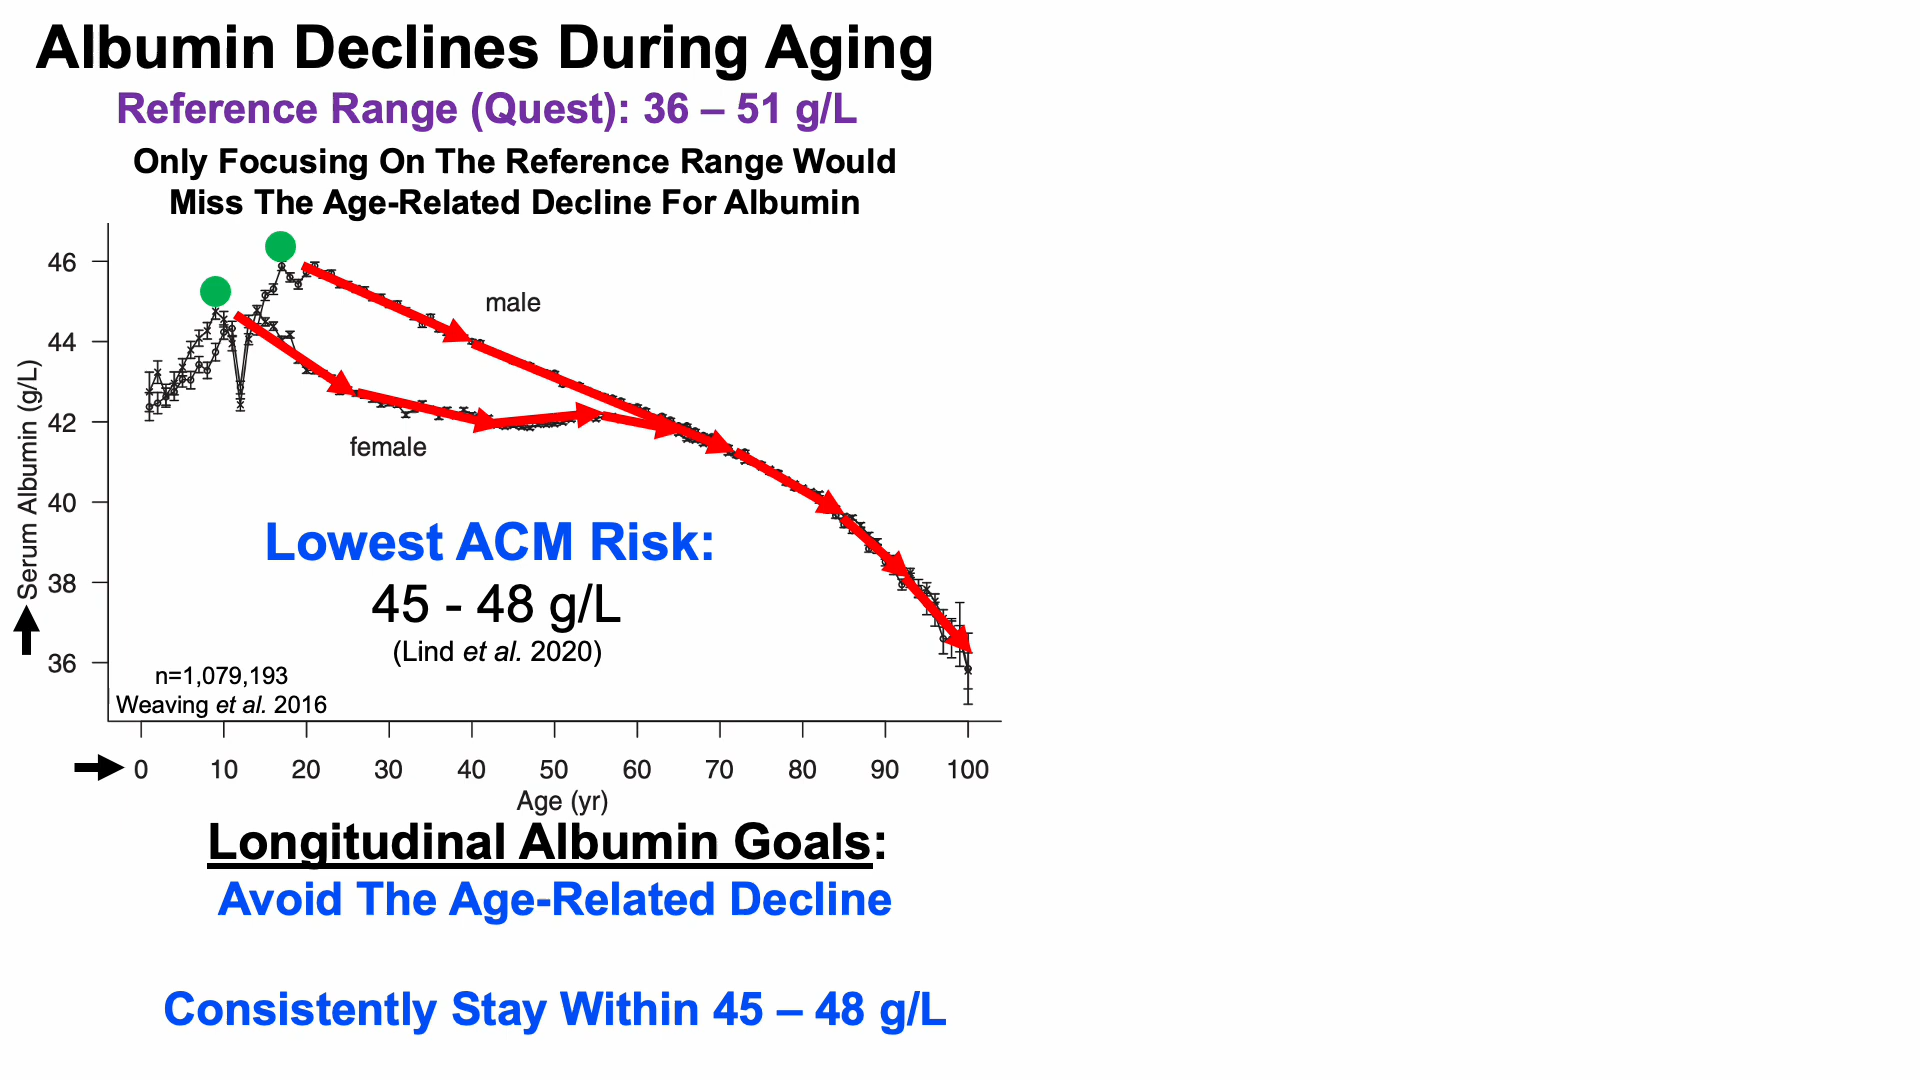 Albumin Declines During Aging
Reference Range (Quest): 36 – 51 g/L
Only Focusing On The Reference Range Would
Miss The Age-Related Decline For Albumin
Serum Albumin (g/L)
46
44
42
40
38
36
male
female
Lowest ACM Risk:
45 - 48 g/L
(Lind et al. 2020)
n=1,079,193
Weaving et al. 2016
0 10 20 30 40 50 60 70 80 90 100
Age (yr)
Longitudinal Albumin Goals:
Avoid The Age-Related Decline
Consistently Stay Within 45 – 48 g/L